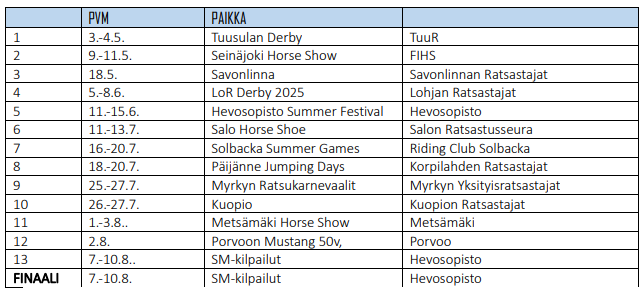 PVM PAIKKA
1 3.-4.5. Tuusulan Derby TuuR
2 9.-11.5. Seinäjoki Horse Show FIHS
3 18.5. Savonlinna Savonlinnan Ratsastajat
4 5.-8.6. LoR Derby 2025 Lohjan Ratsastajat
5 11.-15.6. Hevosopisto Summer Festival Hevosopisto
6 11.-13.7. Salo Horse Shoe Salon Ratsastusseura
7 16.-20.7. Solbacka Summer Games Riding Club Solbacka
8 18.-20.7. Päijänne Jumping Days Korpilahden Ratsastajat
9 25.-27.7. Myrkyn Ratsukarnevaalit Myrkyn Yksityisratsastajat
10 26.-27.7. Kuopio Kuopion Ratsastajat
11 1.-3.8.. Metsämäki Horse Show Metsämäki
12 2.8. Porvoon Mustang 50v, Porvoo
13 7.-10.8.. SM-kilpailut Hevosopisto
FINAALI 7.-10.8. SM-kilpailut Hevosopisto